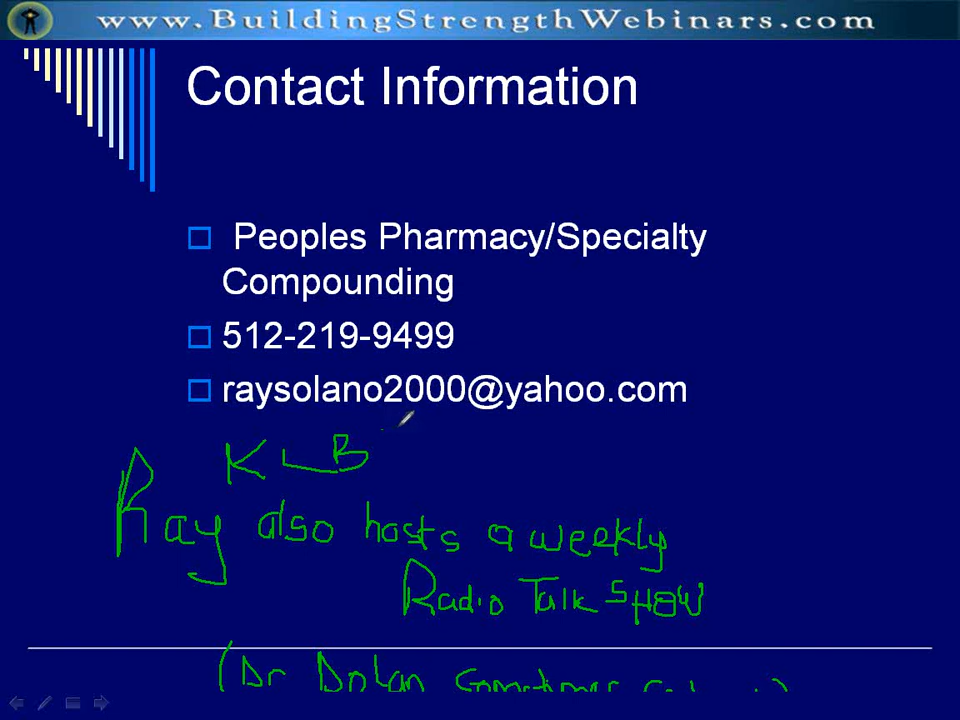 www.BuildingStrengthWebinars.com
Contact Information
Peoples Pharmacy/Specialty
Compounding
512-219-9499
raysolano2000@yahoo.com
K L B
Ray also hosts a weekly
Radio Talk SHOW
(Dr Dolan sometimes